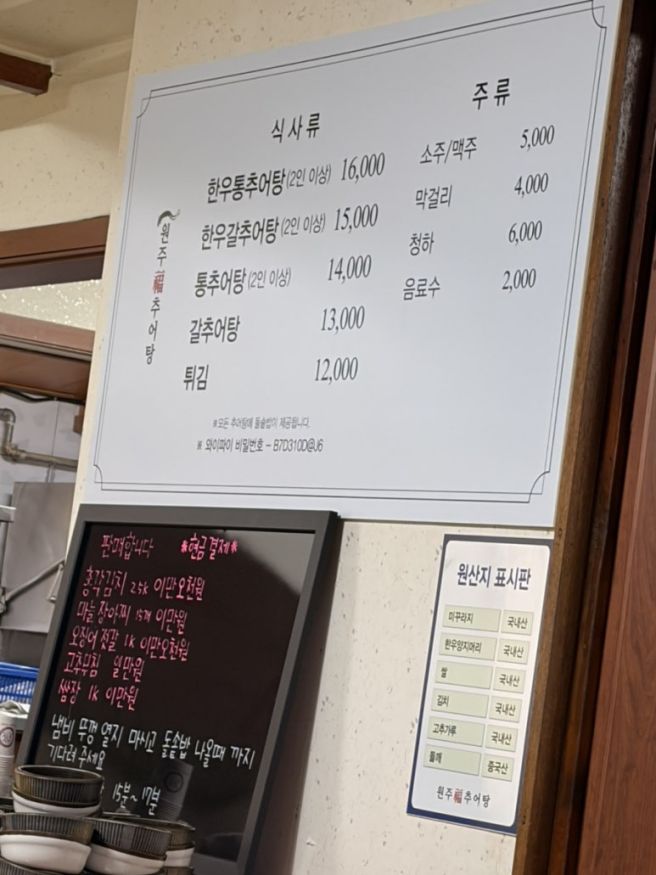 식사류
한우통추어탕(2인 이상) 16,000
한우갈추어탕(2인 이상) 15,000
통추어탕(2인 이상) 14,000
갈추어탕 13,000
튀김 12,000
주류
소주/맥주 5,000
막걸리 4,000
청하 6,000
음료수 2,000
원주福추어탕
※모든 추어탕에 돌솥밥이 제공됩니다.
※ 와이파이 비밀번호 - B7D310D@J6
판매합니다 *현금결제*
총각김치 2.5k 이만오천원
마늘장아찌 15개 이만원
오징어젓갈 1k 이만오천원
고추무침 일만원
쌈장 1k 이만원
냄비 뚜껑 열지 마시고 돌솥밥 나올때 까지
기다려 주세요
15분~17분
원산지 표시판
미꾸라지 국내산
한우양지머리 국내산
쌀 국내산
김치 국내산
고추가루 국내산
들깨 중국산
원주福추어탕